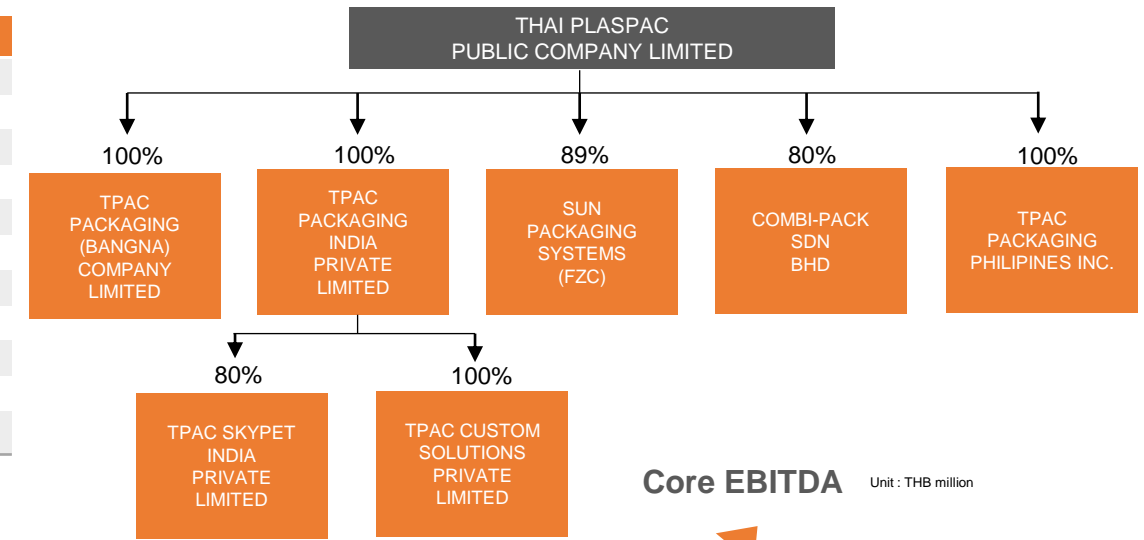 THAI PLASPAC
PUBLIC COMPANY LIMITED
100%
100%
89%
80%
100%
TPAC
PACKAGING
(BANGNA)
COMPANY
LIMITED
TPAC
PACKAGING
INDIA
PRIVATE
LIMITED
SUN
PACKAGING
SYSTEMS
(FZC)
COMBI-PACK
SDN
BHD
TPAC
PACKAGING
PHILIPINES INC.
80%
100%
TPAC SKYPET
INDIA
PRIVATE
LIMITED
TPAC CUSTOM
SOLUTIONS
PRIVATE
LIMITED
Core EBITDA Unit : THB million